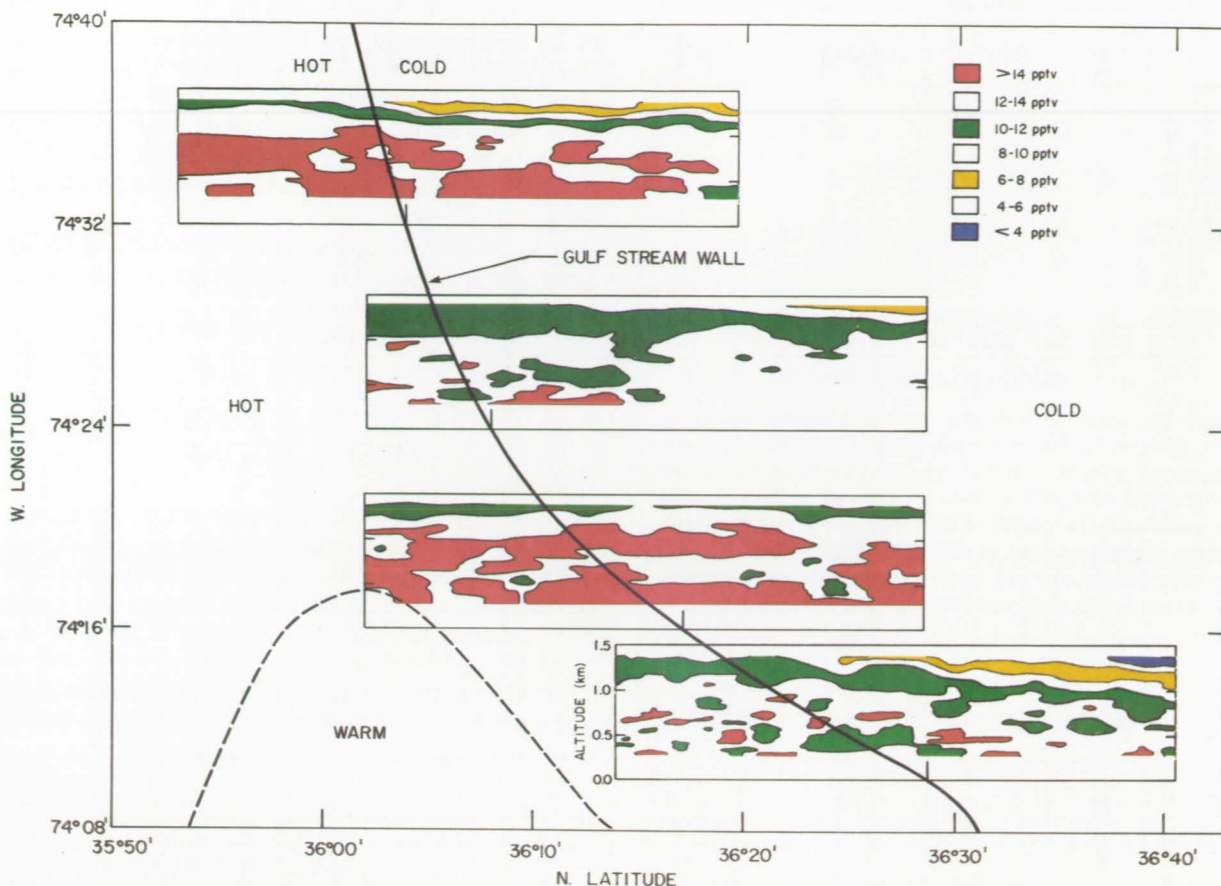 74°40'
HOT COLD
> 14 pptv
12-14 pptv
10-12 pptv
8-10 pptv
6-8 pptv
4-6 pptv
< 4 pptv
74°32'
GULF STREAM WALL
W. LONGITUDE
HOT
COLD
74°24'
74°16'
1.5
1.0
0.5
0.0
ALTITUDE (km)
WARM
74°08'
35°50' 36°00' 36°10' 36°20' 36°30' 36°40'
N. LATITUDE